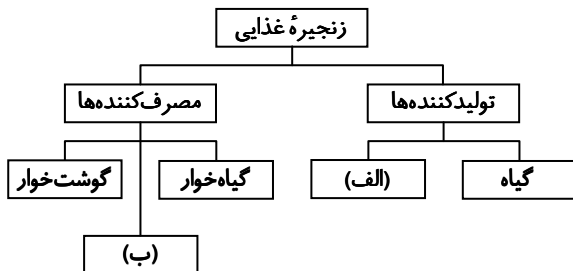 زنجیرهٔ غذایی
تولیدکننده‌ها
مصرف‌کننده‌ها
گیاه
(الف)
گیاه‌خوار
گوشت‌خوار
(ب)